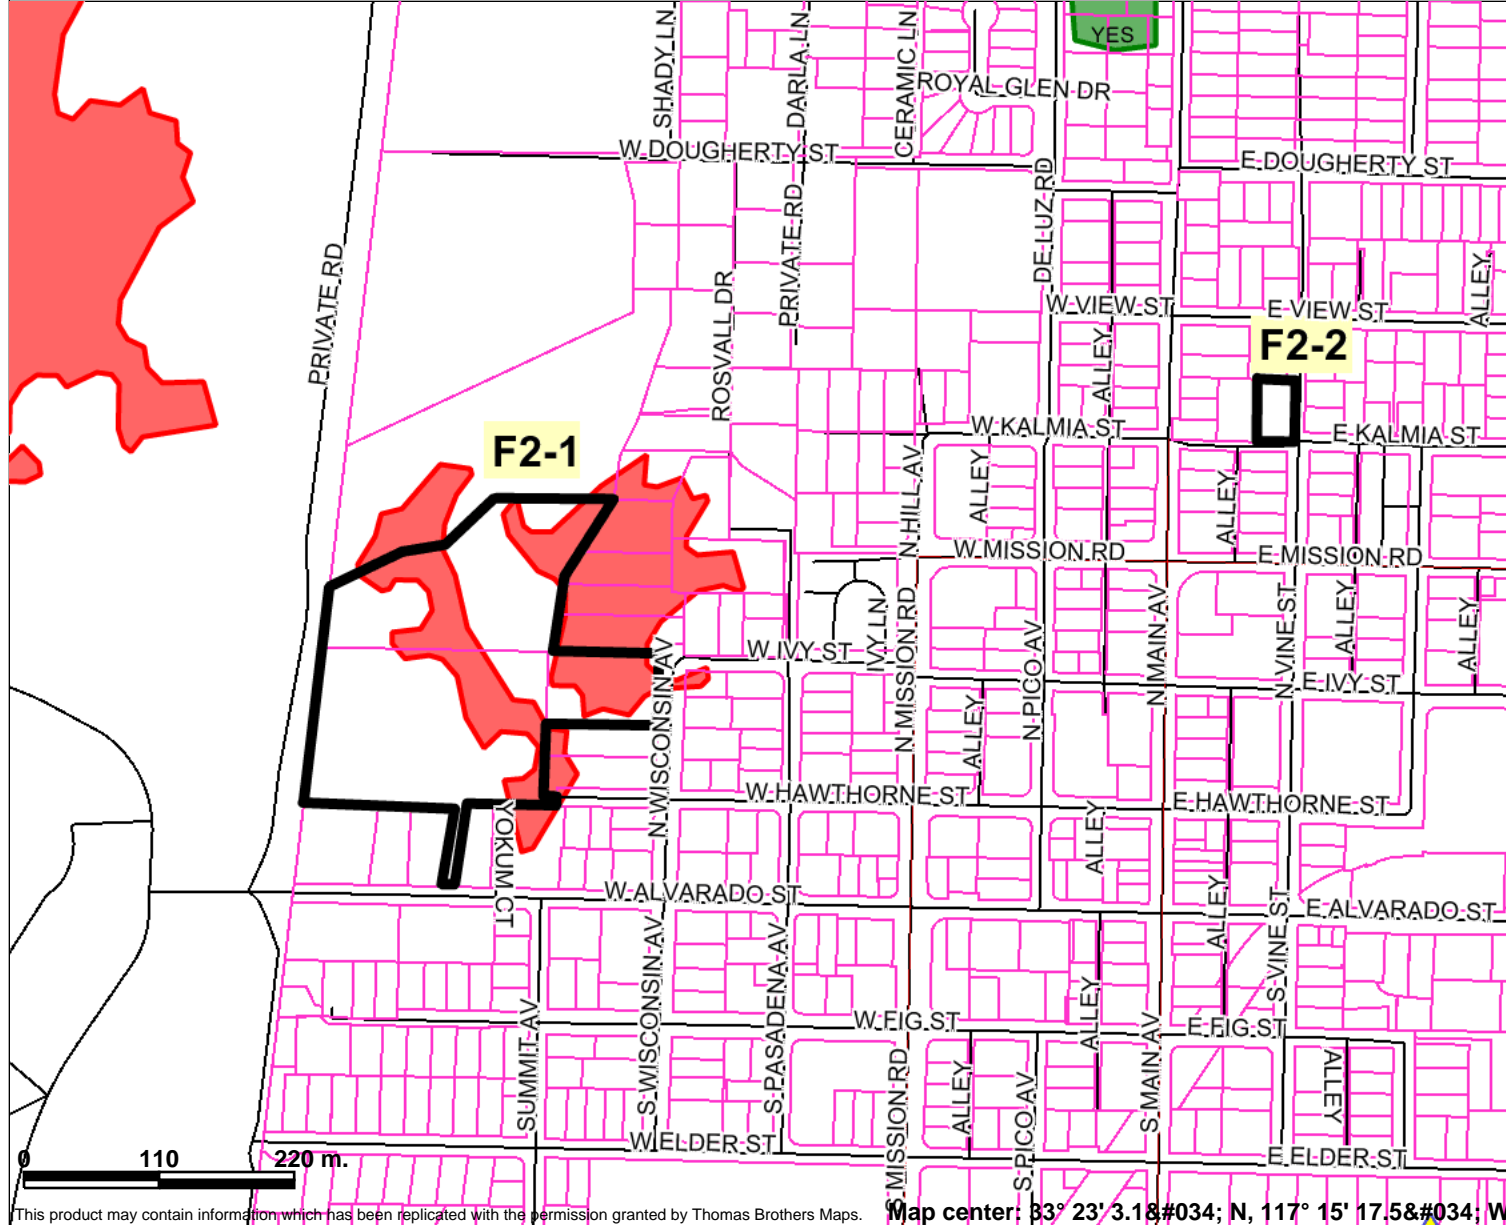 YES
SHADY LN
DARLA LN
CERAMIC LN
ROYAL GLEN DR
W DOUGHERTY ST
E DOUGHERTY ST
DE LUZ RD
PRIVATE RD
PRIVATE RD
ROSVALL DR
ALLEY
W VIEW ST
E VIEW ST
F2-2
ALLEY
F2-1
W KALMIA ST
E KALMIA ST
N HILL AV
ALLEY
ALLEY
W MISSION RD
E MISSION RD
IVY LN
N MISSION RD
N PICO AV
N MAIN AV
N VINE ST
ALLEY
ALLEY
W IVY ST
E IVY ST
N WISCONSIN AV
ALLEY
W HAWTHORNE ST
E HAWTHORNE ST
YOKUM CT
ALLEY
W ALVARADO ST
E ALVARADO ST
ALLEY
S VINE ST
S WISCONSIN AV
S PASADENA AV
W FIG ST
E FIG ST
ALLEY
SUMMIT AV
S MISSION RD
ALLEY
S PICO AV
S MAIN AV
ALLEY
W ELDER ST
E ELDER ST
0 110 220 m.
This product may contain information which has been replicated with the permission granted by Thomas Brothers Maps.
Map center: 33° 23' 3.1&#034; N, 117° 15' 17.5&#034; W